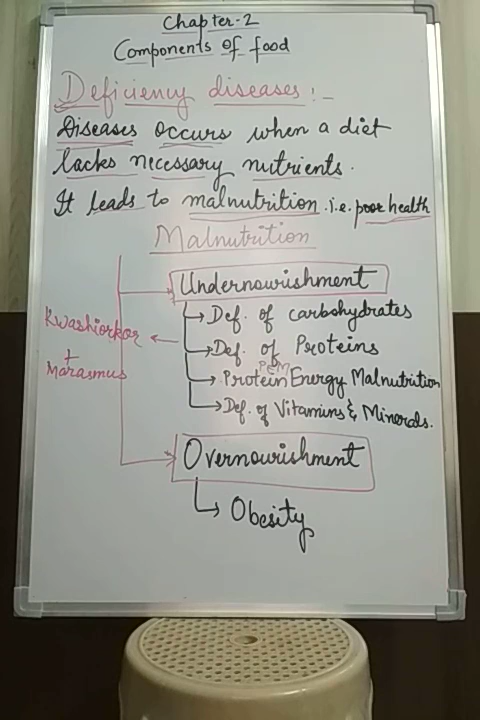 Chapter-2
Components of food
Deficiency diseases :-
Diseases occurs when a diet
lacks necessary nutrients.
It leads to malnutrition .i.e. poor health
Malnutrition
Undernourishment
Def. of carbohydrates
Kwashiorkor
+
Marasmus
Def. of Proteins
PEM
Protein Energy Malnutrition
Def. of Vitamins & Minerals.
Overnourishment
Obesity